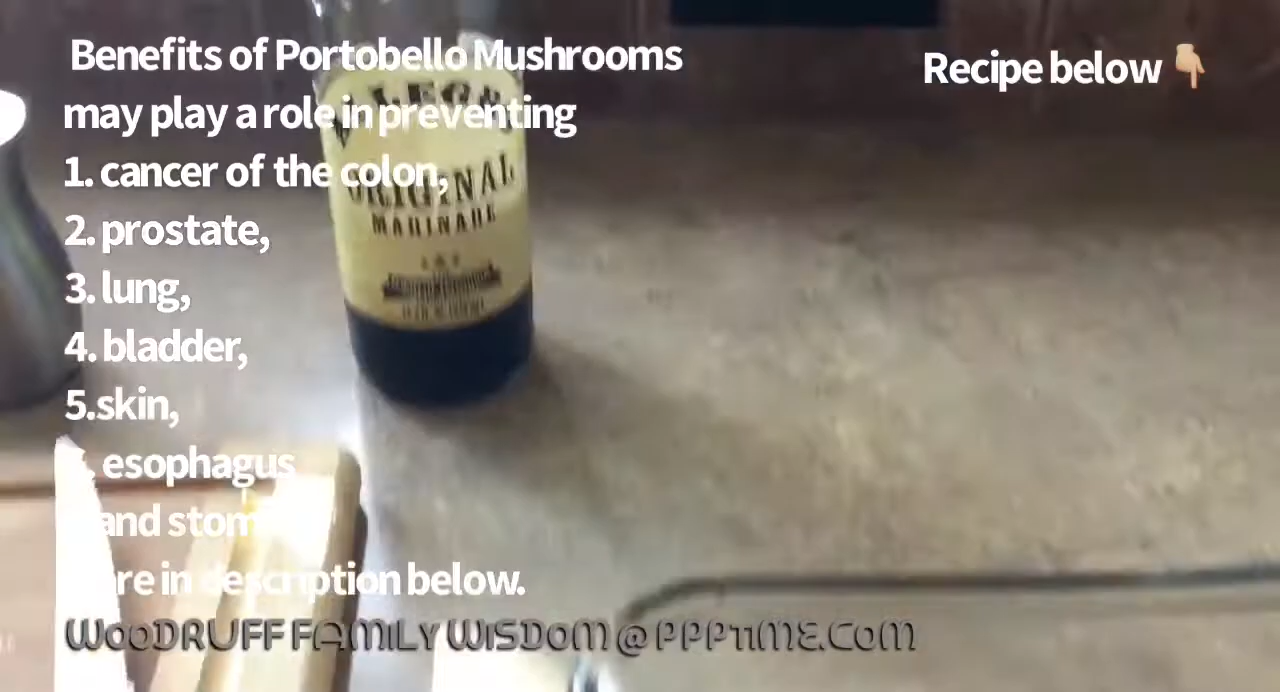 Benefits of Portobello Mushrooms
may play a role in preventing
1. cancer of the colon,
2. prostate,
3. lung,
4. bladder,
5.skin,
esophagus
and
in description below.
WOODRUFF FAMILY WISDOM @ PPPTIME.COM
Recipe below 👇
ORIGINAL
MARINADE